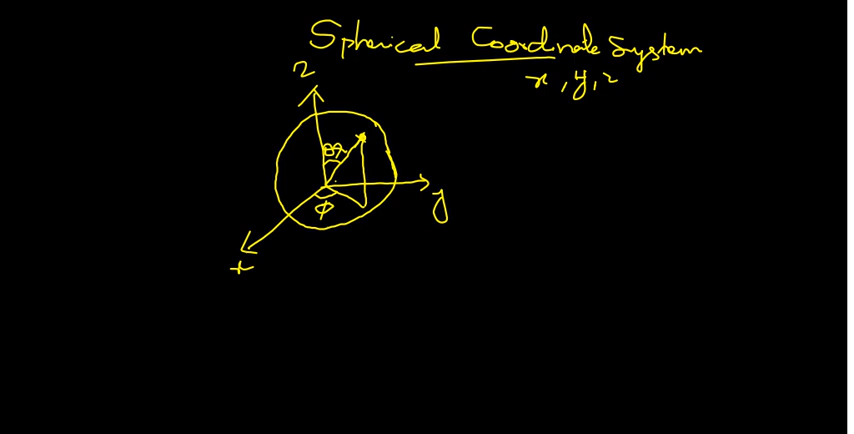 Spherical Coordinate System
x, y, z
z
θ r
y
φ
x